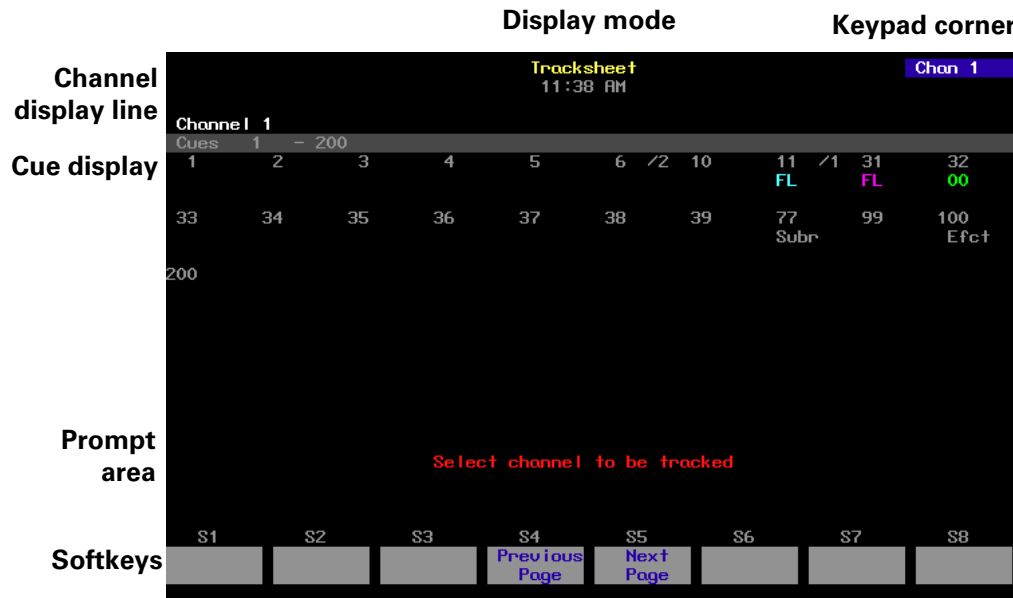 Display mode
Keypad corner
Channel
display line
Tracksheet
Chan 1
11:38 AM
Channel 1
Cues 1 - 200
Cue display
1 2 3 4 5 6 /2 10 11 /1 31 32
FL FL 00
33 34 35 36 37 38 39 77 99 100
Subr Efct
200
Prompt
area
Select channel to be tracked
S1 S2 S3 S4 S5 S6 S7 S8
Softkeys
Previous Next
Page Page